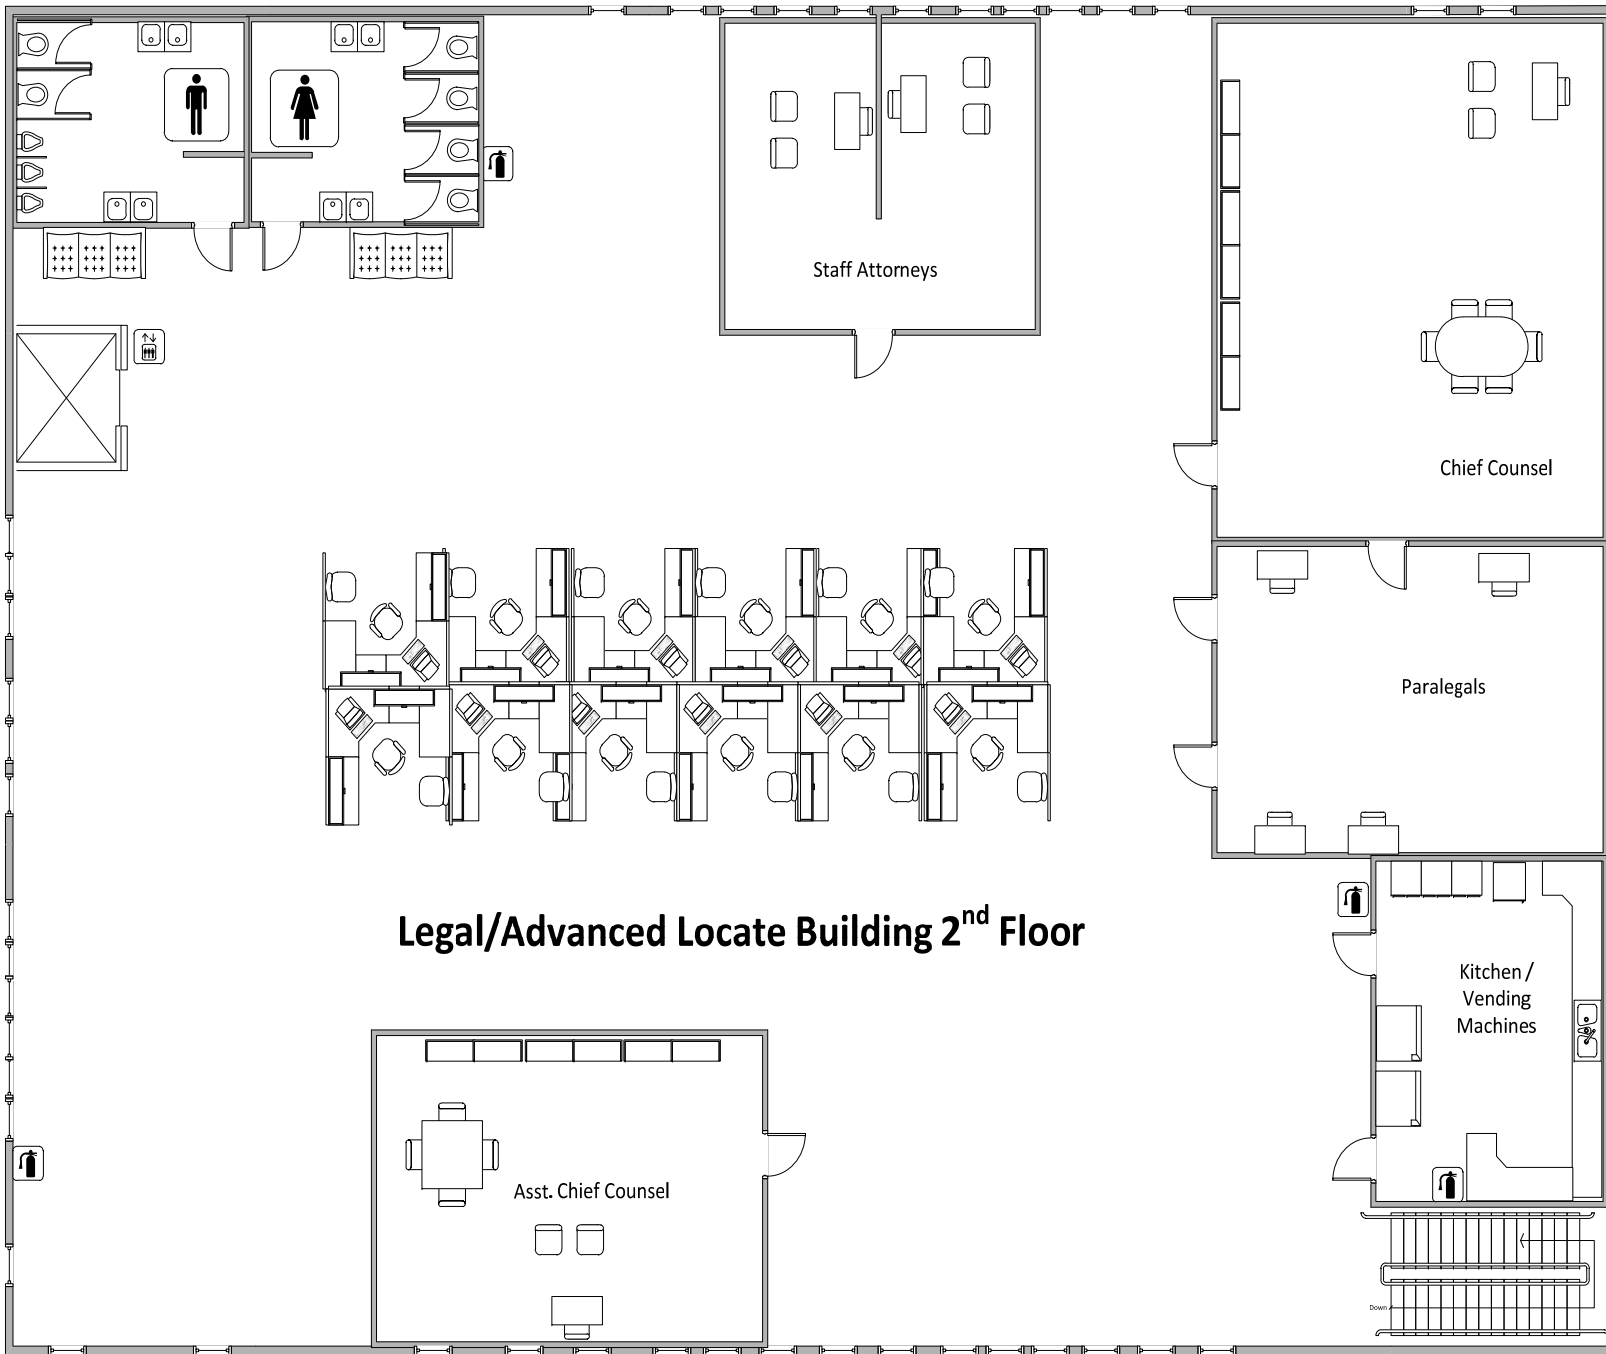 Staff Attorneys
Chief Counsel
Paralegals
Legal/Advanced Locate Building 2nd Floor
Kitchen /
Vending
Machines
Asst. Chief Counsel
Down